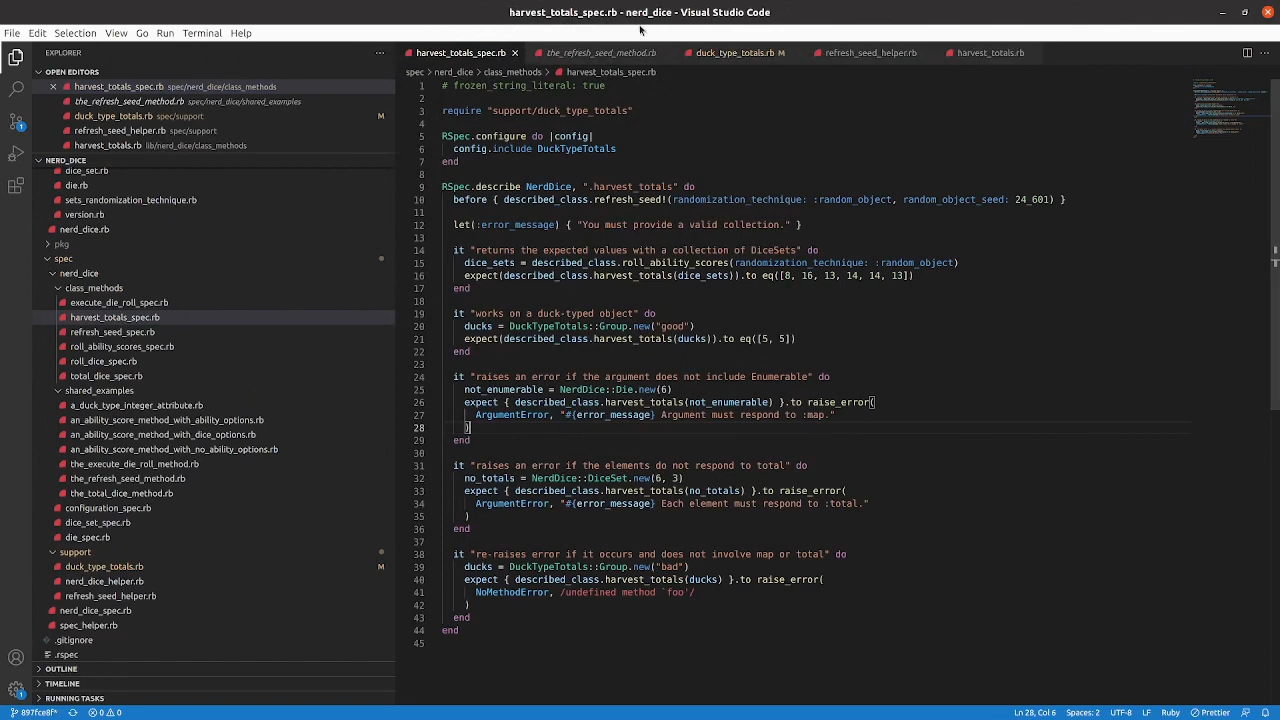 harvest_totals_spec.rb - nerd_dice - Visual Studio Code
File Edit Selection View Go Run Terminal Help
EXPLORER
OPEN EDITORS
harvest_totals_spec.rb spec/nerd_dice/class_methods
the_refresh_seed_method.rb spec/nerd_dice/shared_examples
duck_type_totals.rb spec/support M
refresh_seed_helper.rb spec/support
harvest_totals.rb lib/nerd_dice/class_methods
NERD_DICE
dice_set.rb
die.rb
sets_randomization_technique.rb
version.rb
nerd_dice.rb
pkg
spec
nerd_dice
class_methods
execute_die_roll_spec.rb
harvest_totals_spec.rb
refresh_seed_spec.rb
roll_ability_scores_spec.rb
roll_dice_spec.rb
total_dice_spec.rb
shared_examples
a_duck_type_integer_attribute.rb
an_ability_score_method_with_ability_options.rb
an_ability_score_method_with_dice_options.rb
an_ability_score_method_with_no_ability_options.rb
the_execute_die_roll_method.rb
the_refresh_seed_method.rb
the_total_dice_method.rb
configuration_spec.rb
dice_set_spec.rb
die_spec.rb
support
duck_type_totals.rb M
nerd_dice_helper.rb
refresh_seed_helper.rb
nerd_dice_spec.rb
spec_helper.rb
.gitignore
.rspec
OUTLINE
TIMELINE
RUNNING TASKS
1
1
harvest_totals_spec.rb the_refresh_seed_method.rb duck_type_totals.rb M refresh_seed_helper.rb harvest_totals.rb
spec nerd_dice class_methods harvest_totals_spec.rb
1 # frozen_string_literal: true
2
3 require "support/duck_type_totals"
4
5 RSpec.configure do |config|
6 config.include DuckTypeTotals
7 end
8
9 RSpec.describe NerdDice, ".harvest_totals" do
10 before { described_class.refresh_seed!(randomization_technique: :random_object, random_object_seed: 24_601) }
11
12 let(:error_message) { "You must provide a valid collection." }
13
14 it "returns the expected values with a collection of DiceSets" do
15 dice_sets = described_class.roll_ability_scores(randomization_technique: :random_object)
16 expect(described_class.harvest_totals(dice_sets)).to eq([8, 16, 13, 14, 14, 13])
17 end
18
19 it "works on a duck-typed object" do
20 ducks = DuckTypeTotals::Group.new("good")
21 expect(described_class.harvest_totals(ducks)).to eq([5, 5])
22 end
23
24 it "raises an error if the argument does not include Enumerable" do
25 not_enumerable = NerdDice::Die.new(6)
26 expect { described_class.harvest_totals(not_enumerable) }.to raise_error(
27 ArgumentError, "#{error_message} Argument must respond to :map."
28 )
29 end
30
31 it "raises an error if the elements do not respond to total" do
32 no_totals = NerdDice::DiceSet.new(6, 3)
33 expect { described_class.harvest_totals(no_totals) }.to raise_error(
34 ArgumentError, "#{error_message} Each element must respond to :total."
35 )
36 end
37
38 it "re-raises error if it occurs and does not involve map or total" do
39 ducks = DuckTypeTotals::Group.new("bad")
40 expect { described_class.harvest_totals(ducks) }.to raise_error(
41 NoMethodError, /undefined method `foo'/
42 )
43 end
44 end
45
897fce8f* 0 0 Ln 28, Col 6 Spaces: 2 UTF-8 LF Ruby Prettier